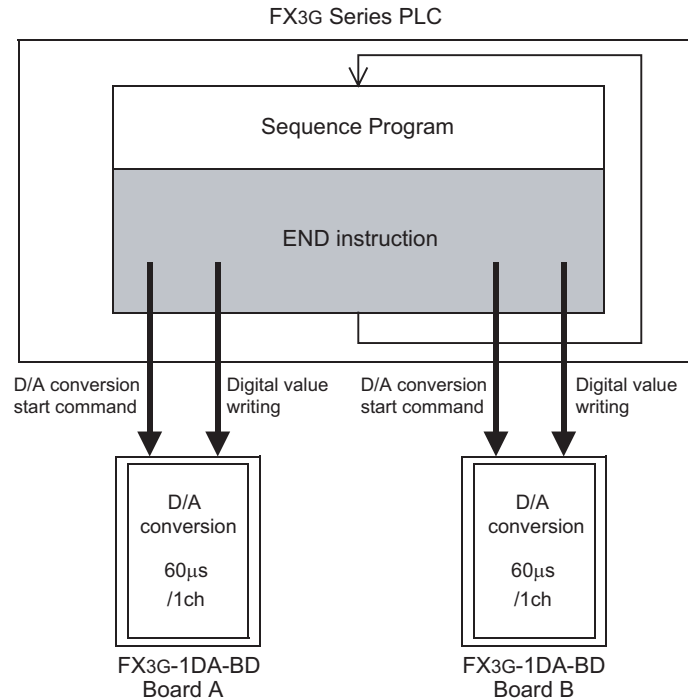 FX3G Series PLC
Sequence Program
END instruction
D/A conversion
start command
Digital value
writing
D/A conversion
start command
Digital value
writing
D/A
conversion
60μs
/1ch
D/A
conversion
60μs
/1ch
FX3G-1DA-BD
Board A
FX3G-1DA-BD
Board B